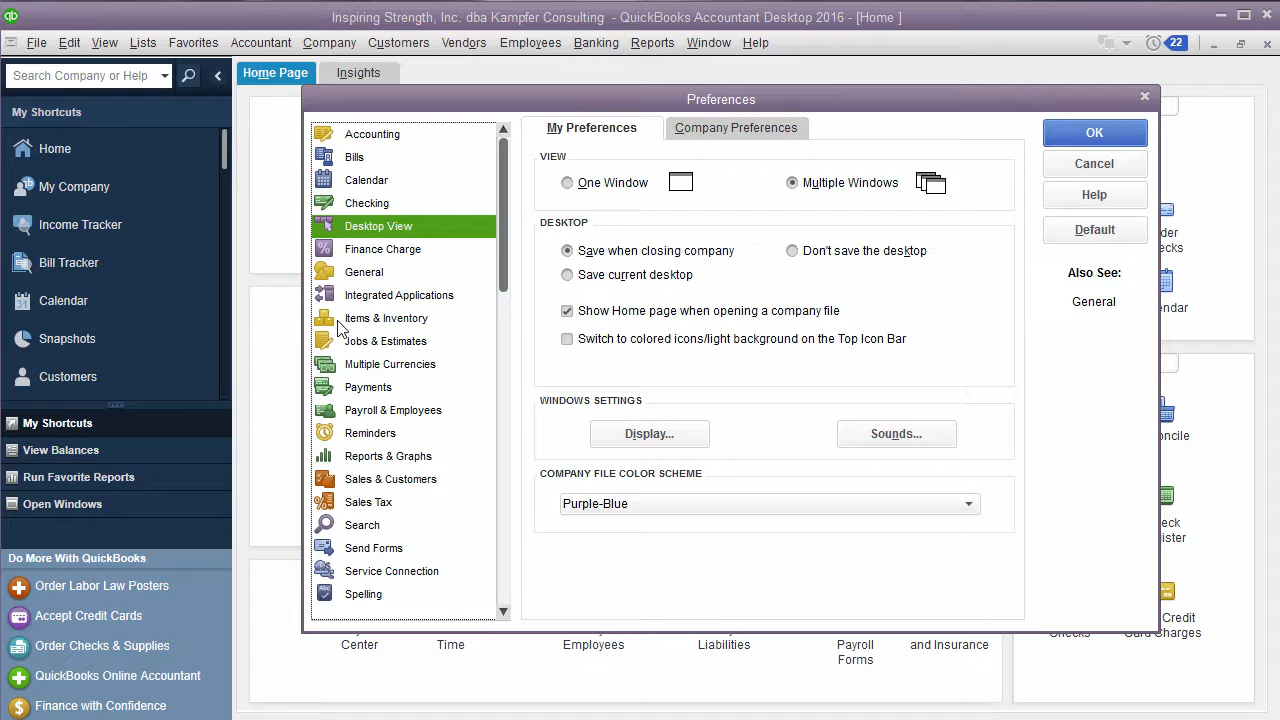 Inspiring Strength, Inc. dba Kampfer Consulting - QuickBooks Accountant Desktop 2016 - [Home ]
File Edit View Lists Favorites Accountant Company Customers Vendors Employees Banking Reports Window Help 22
Search Company or Help
My Shortcuts
Home
My Company
Income Tracker
Bill Tracker
Calendar
Snapshots
Customers
My Shortcuts
View Balances
Run Favorite Reports
Open Windows
Do More With QuickBooks
Order Labor Law Posters
Accept Credit Cards
Order Checks & Supplies
QuickBooks Online Accountant
Finance with Confidence
Home Page Insights
Preferences
Accounting
Bills
Calendar
Checking
Desktop View
Finance Charge
General
Integrated Applications
Items & Inventory
Jobs & Estimates
Multiple Currencies
Payments
Payroll & Employees
Reminders
Reports & Graphs
Sales & Customers
Sales Tax
Search
Send Forms
Service Connection
Spelling
My Preferences Company Preferences
VIEW
One Window Multiple Windows
DESKTOP
Save when closing company Don't save the desktop
Save current desktop
Show Home page when opening a company file
Switch to colored icons/light background on the Top Icon Bar
WINDOWS SETTINGS
Display... Sounds...
COMPANY FILE COLOR SCHEME
Purple-Blue
OK
Cancel
Help
Default
Also See:
General
Center Time Employees Liabilities Payroll and Insurance
Forms
Credit
Card Charges